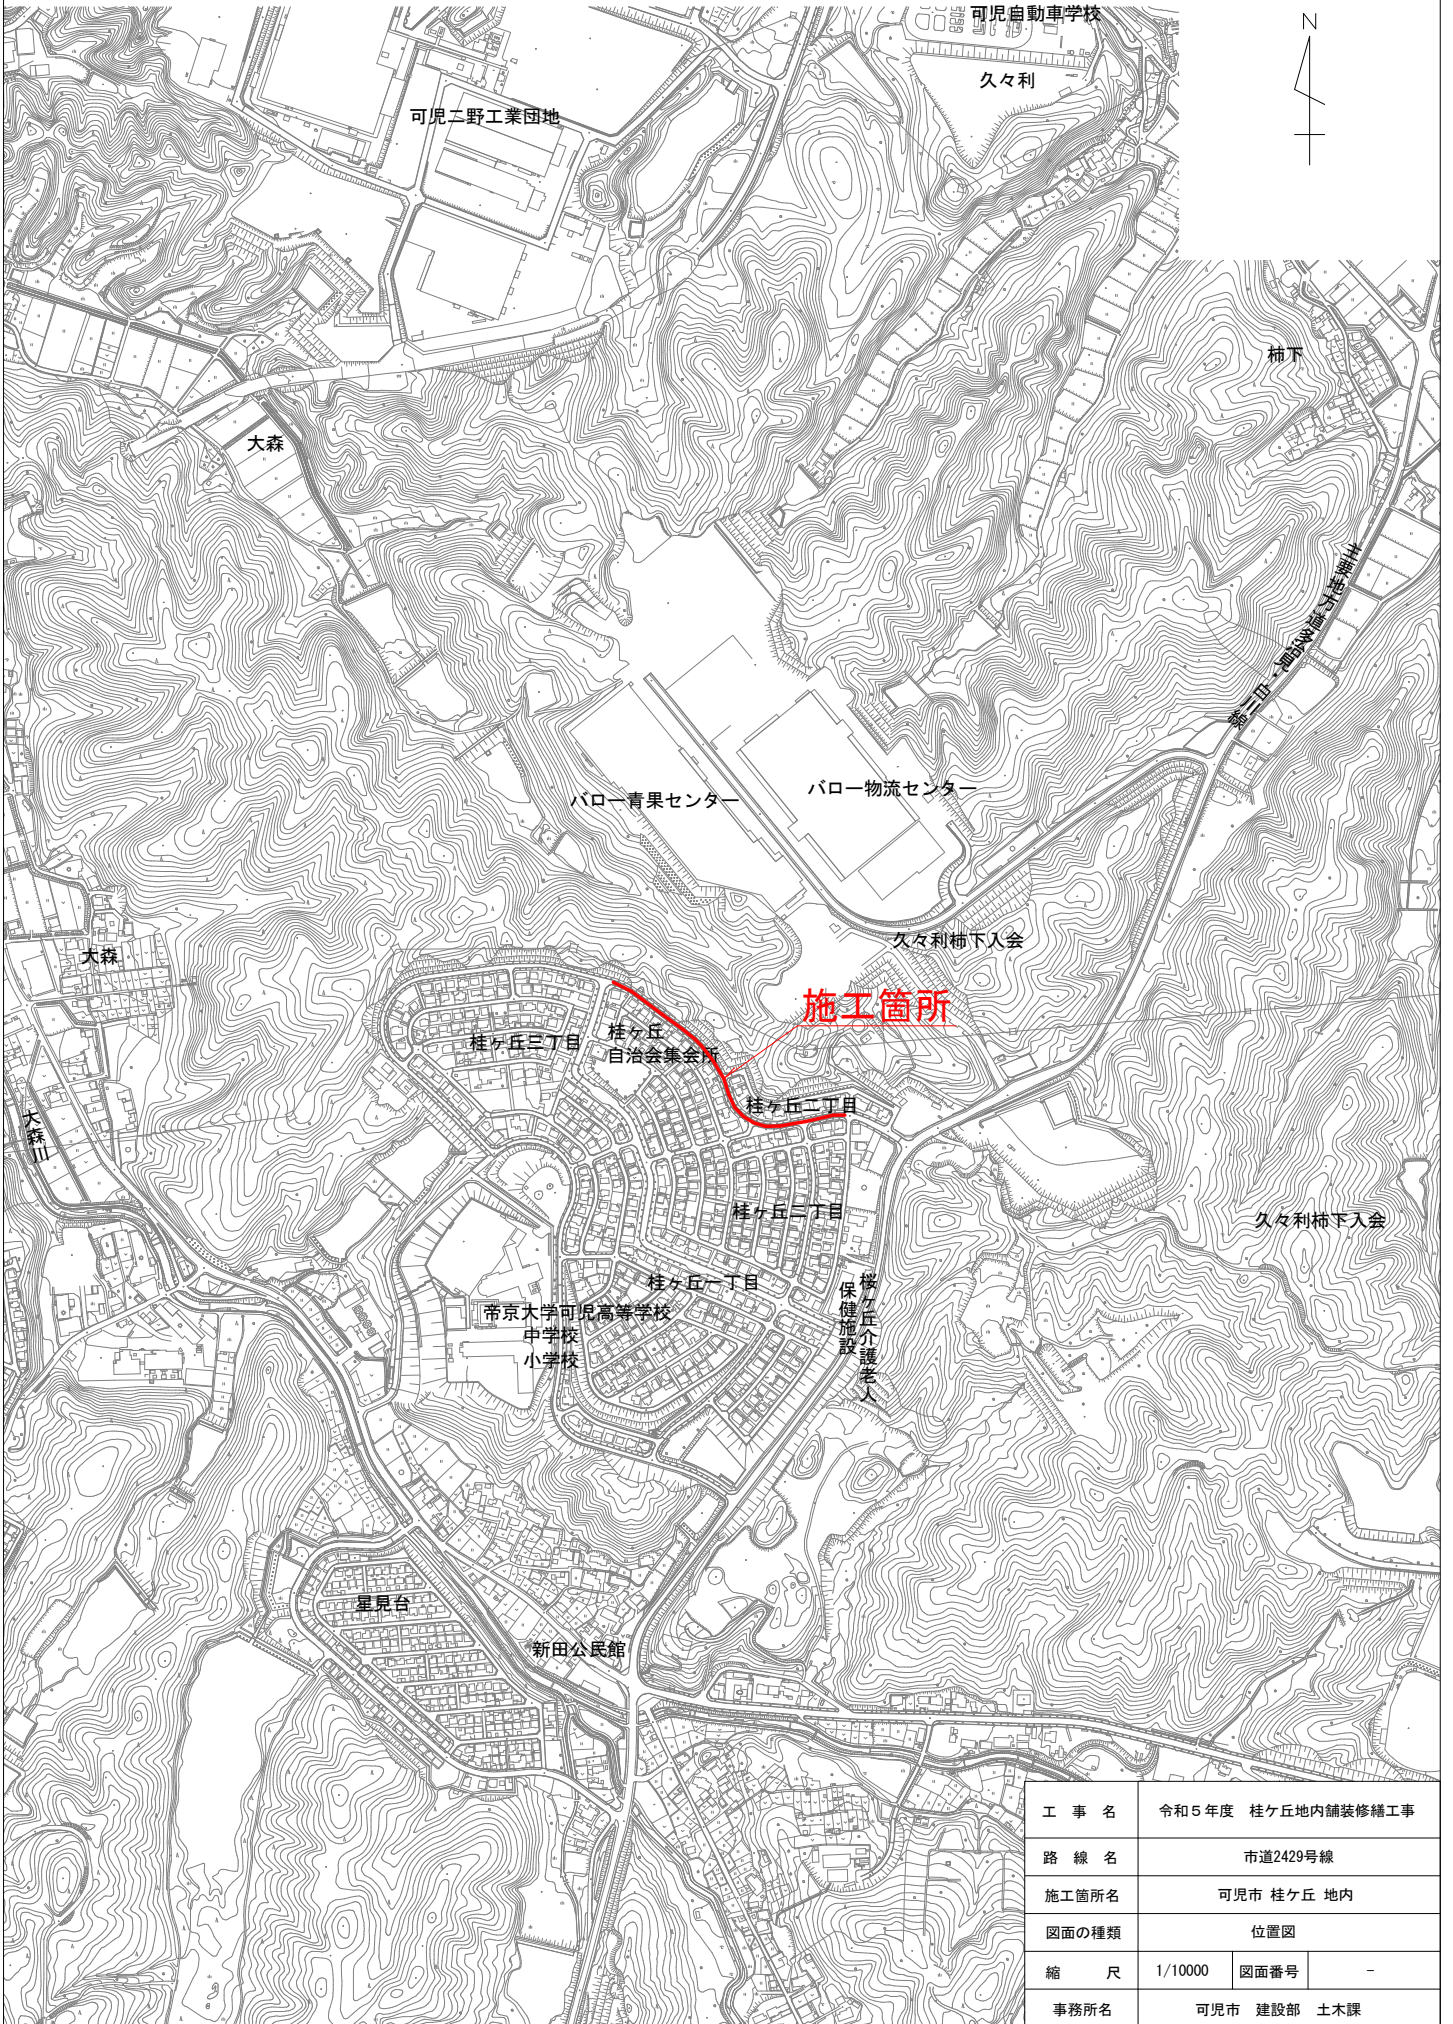 可児自動車学校
N
久々利
可児二野工業団地
柿下
大森
主要地方道多治見・白川線
バロー青果センター
バロー物流センター
久々利柿下入会
大森
施工箇所
桂ヶ丘三丁目
桂ヶ丘
自治会集会所
桂ヶ丘二丁目
大森川
桂ヶ丘二丁目
久々利柿下入会
桂ヶ丘一丁目
桜ケ丘介護老人
保健施設
帝京大学可児高等学校
中学校
小学校
星見台
新田公民館
工 事 名 令和5年度 桂ケ丘地内舗装修繕工事
路 線 名 市道2429号線
施工箇所名 可児市 桂ケ丘 地内
図面の種類 位置図
縮 尺 1/10000 図面番号 -
事務所名 可児市 建設部 土木課